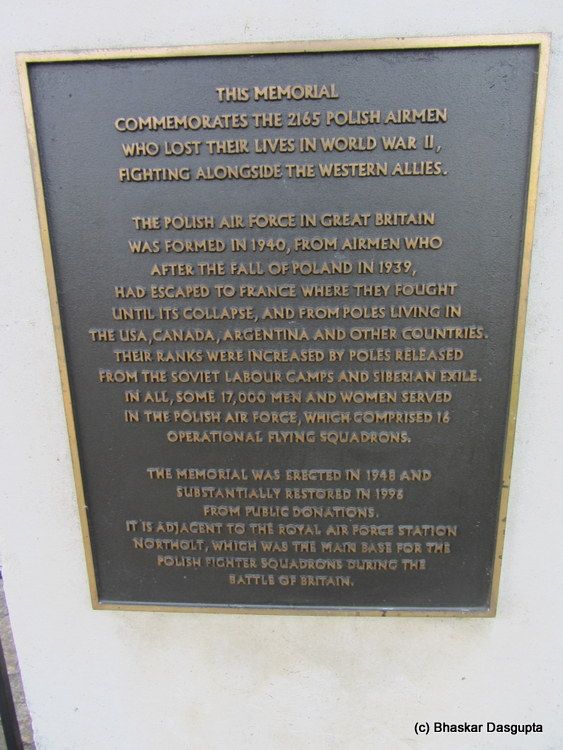 THIS MEMORIAL
COMMEMORATES THE 2165 POLISH AIRMEN
WHO LOST THEIR LIVES IN WORLD WAR II,
FIGHTING ALONGSIDE THE WESTERN ALLIES.
THE POLISH AIR FORCE IN GREAT BRITAIN
WAS FORMED IN 1940, FROM AIRMEN WHO
AFTER THE FALL OF POLAND IN 1939,
HAD ESCAPED TO FRANCE WHERE THEY FOUGHT
UNTIL ITS COLLAPSE, AND FROM POLES LIVING IN
THE USA, CANADA, ARGENTINA AND OTHER COUNTRIES.
THEIR RANKS WERE INCREASED BY POLES RELEASED
FROM THE SOVIET LABOUR CAMPS AND SIBERIAN EXILE.
IN ALL, SOME 17,000 MEN AND WOMEN SERVED
IN THE POLISH AIR FORCE, WHICH COMPRISED 16
OPERATIONAL FLYING SQUADRONS.
THE MEMORIAL WAS ERECTED IN 1948 AND
SUBSTANTIALLY RESTORED IN 1996
FROM PUBLIC DONATIONS.
IT IS ADJACENT TO THE ROYAL AIR FORCE STATION
NORTHOLT, WHICH WAS THE MAIN BASE FOR THE
POLISH FIGHTER SQUADRONS DURING THE
BATTLE OF BRITAIN.
(c) Bhaskar Dasgupta